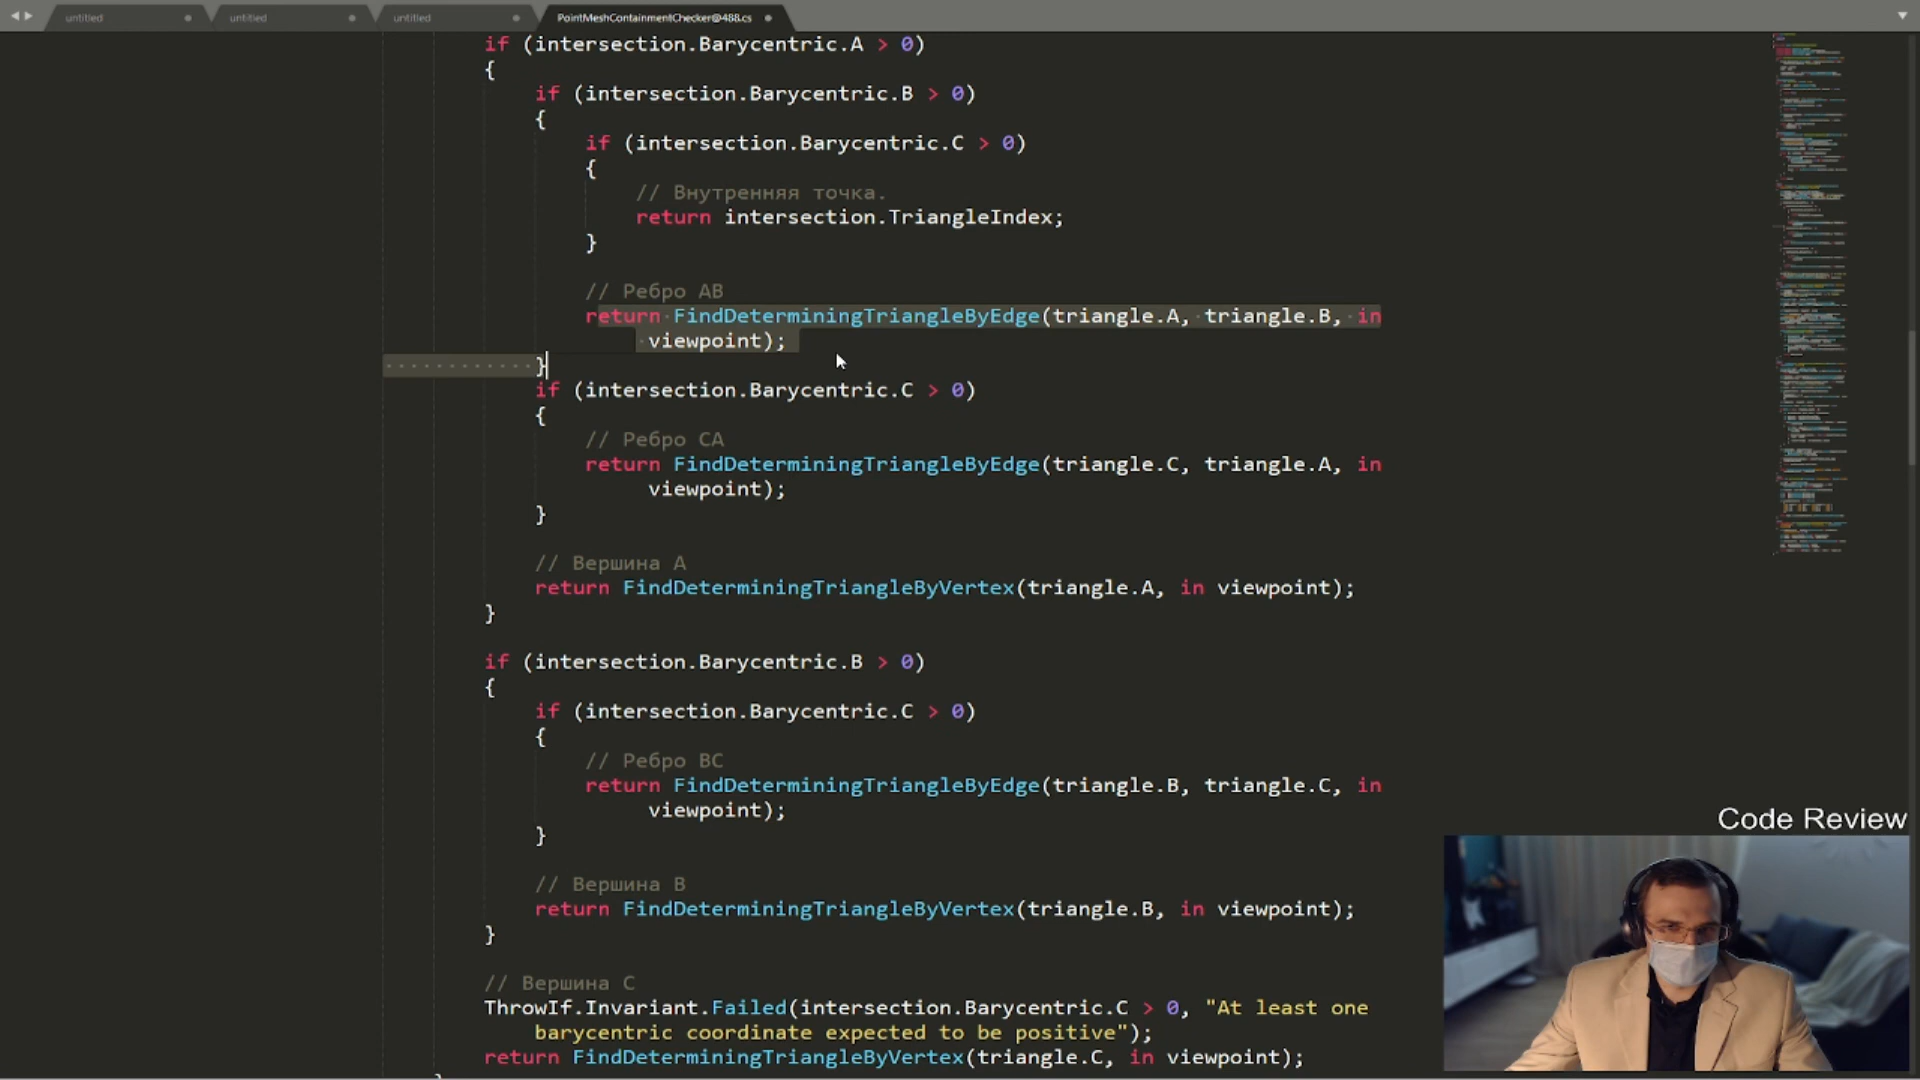 untitled untitled untitled PointMeshContainmentChecker@488.cs
if (intersection.Barycentric.A > 0)
{
if (intersection.Barycentric.B > 0)
{
if (intersection.Barycentric.C > 0)
{
// Внутренняя точка.
return intersection.TriangleIndex;
}
// Ребро AB
return FindDeterminingTriangleByEdge(triangle.A, triangle.B, in
viewpoint);
}
if (intersection.Barycentric.C > 0)
{
// Ребро CA
return FindDeterminingTriangleByEdge(triangle.C, triangle.A, in
viewpoint);
}
// Вершина A
return FindDeterminingTriangleByVertex(triangle.A, in viewpoint);
}
if (intersection.Barycentric.B > 0)
{
if (intersection.Barycentric.C > 0)
{
// Ребро BC
return FindDeterminingTriangleByEdge(triangle.B, triangle.C, in
viewpoint);
}
// Вершина B
return FindDeterminingTriangleByVertex(triangle.B, in viewpoint);
}
// Вершина C
ThrowIf.Invariant.Failed(intersection.Barycentric.C > 0, "At least one
barycentric coordinate expected to be positive");
return FindDeterminingTriangleByVertex(triangle.C, in viewpoint);
Code Review